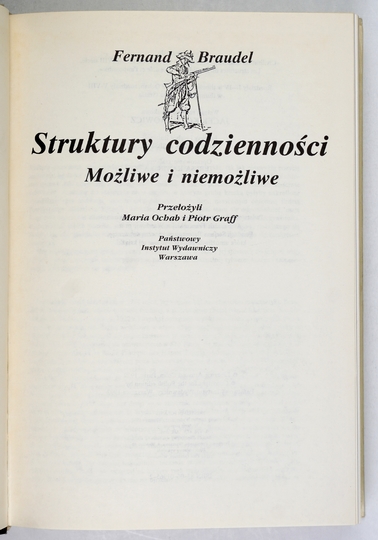 Fernand Braudel
Struktury codzienności
Możliwe i niemożliwe
Przełożyli
Maria Ochab i Piotr Graff
Państwowy
Instytut Wydawniczy
Warszawa